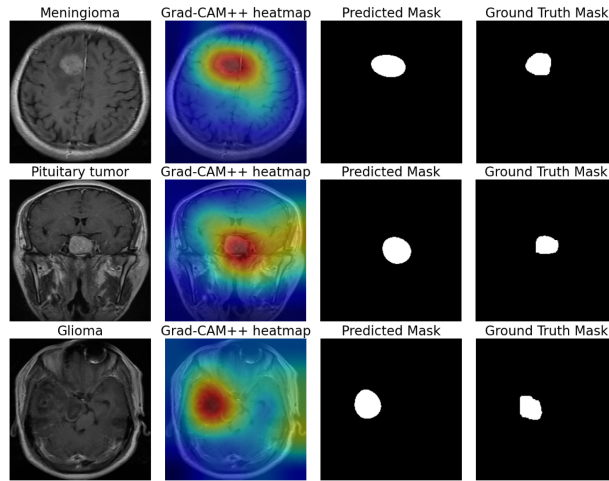 Meningioma Grad-CAM++ heatmap Predicted Mask Ground Truth Mask
Pituitary tumor Grad-CAM++ heatmap Predicted Mask Ground Truth Mask
Glioma Grad-CAM++ heatmap Predicted Mask Ground Truth Mask